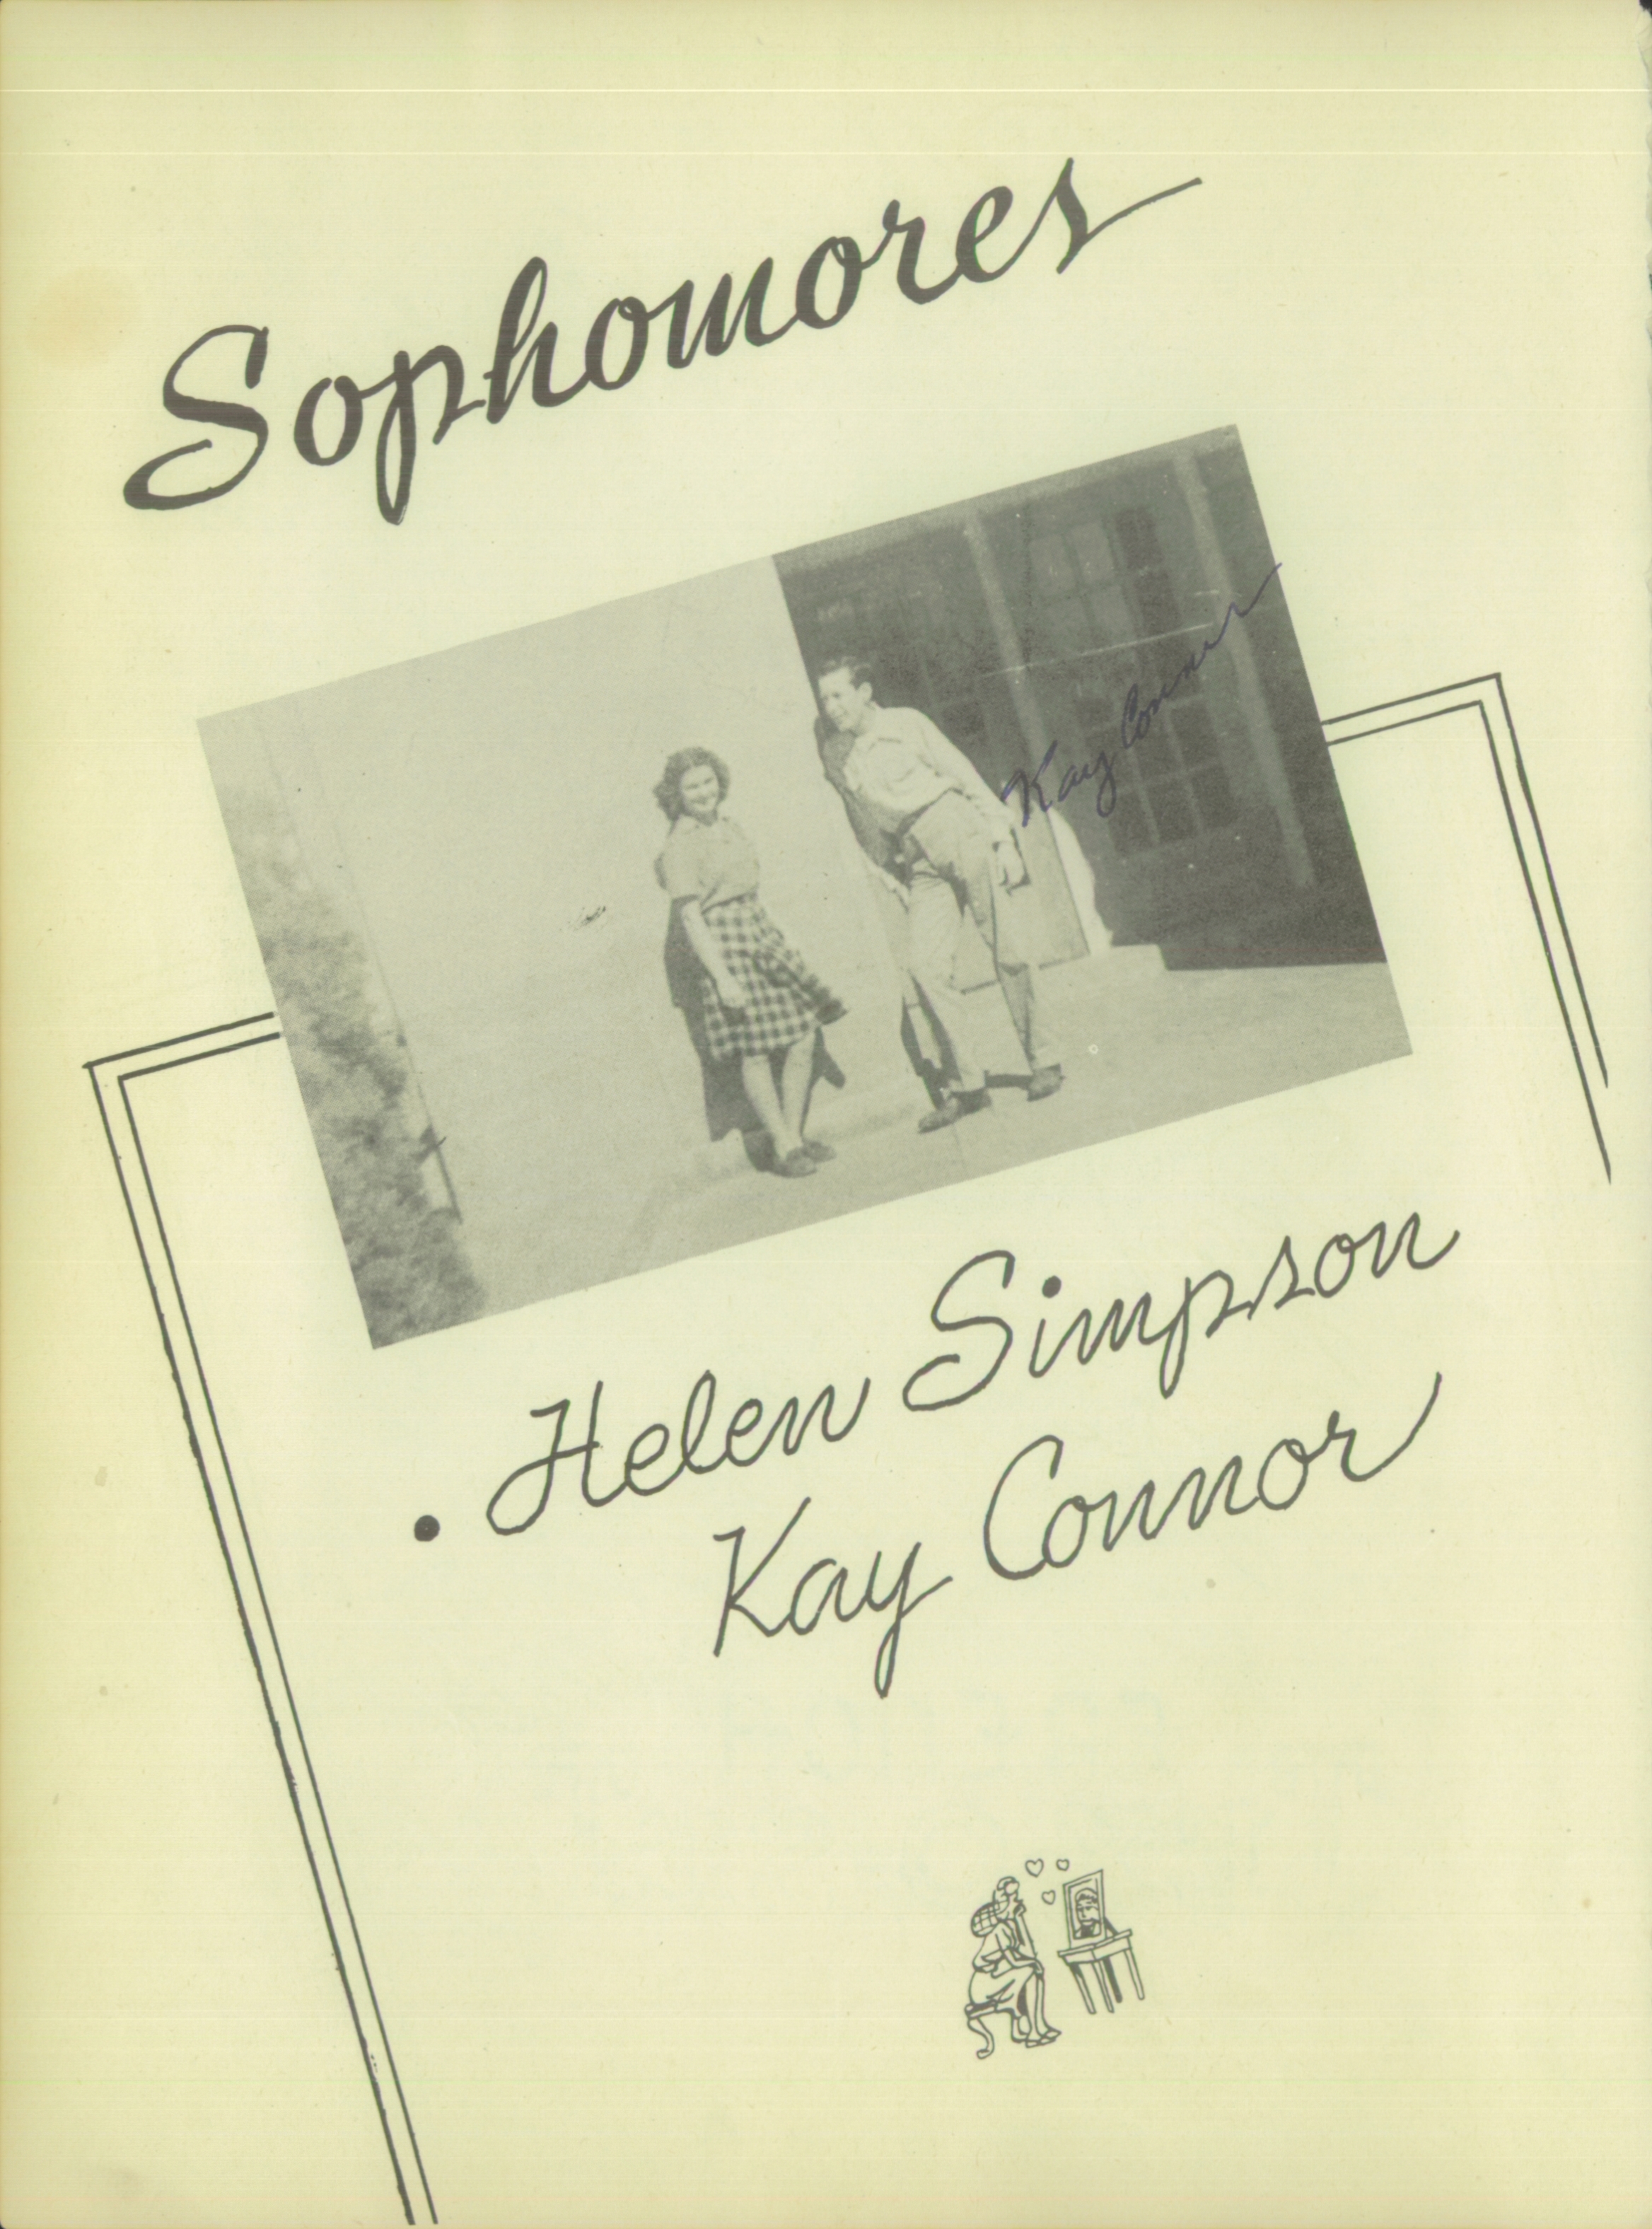 Sophomores
Kay Connor
• Helen Simpson
Kay Connor